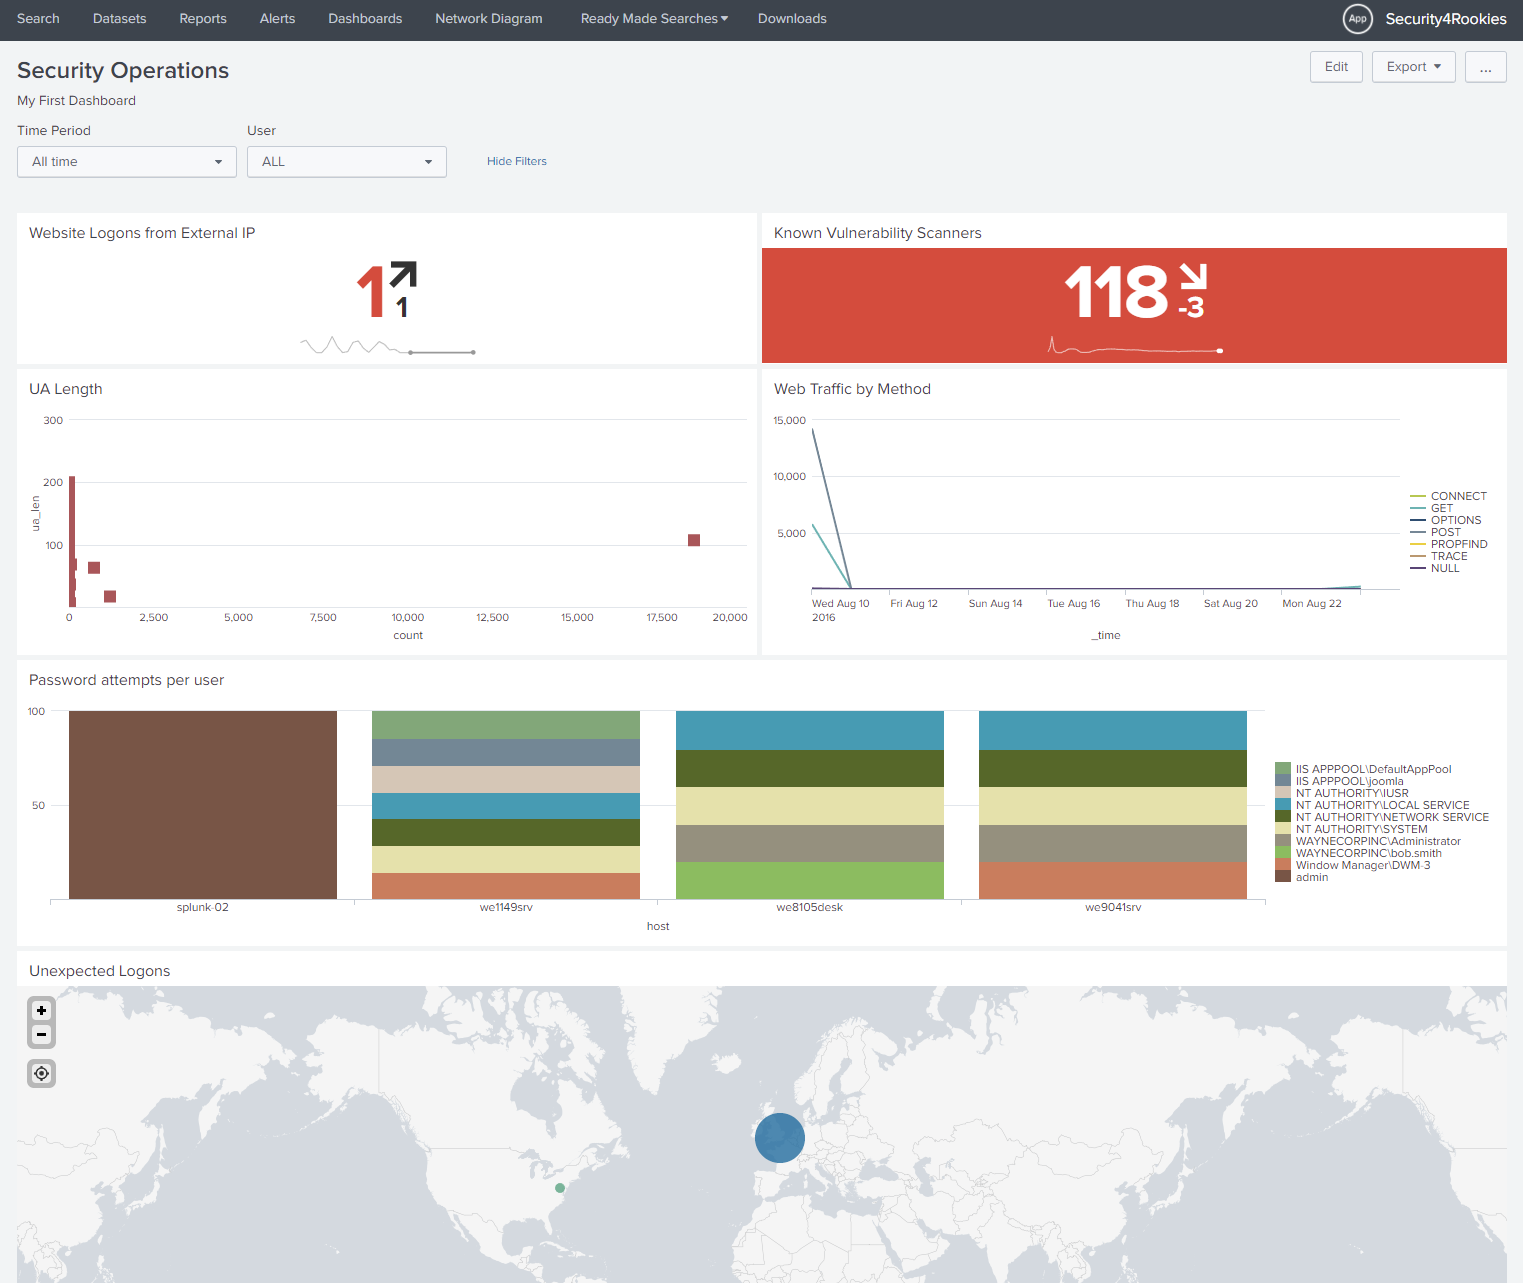 Search Datasets Reports Alerts Dashboards Network Diagram Ready Made Searches Downloads App Security4Rookies
Security Operations
Edit Export ...
My First Dashboard
Time Period User
All time ALL Hide Filters
Website Logons from External IP
1
1
Known Vulnerability Scanners
118
-3
UA Length
300
200
100
ua_len
0 2,500 5,000 7,500 10,000 12,500 15,000 17,500 20,000
count
Web Traffic by Method
15,000
10,000
5,000
CONNECT
GET
OPTIONS
POST
PROPFIND
TRACE
NULL
Wed Aug 10 Fri Aug 12 Sun Aug 14 Tue Aug 16 Thu Aug 18 Sat Aug 20 Mon Aug 22
2016
_time
Password attempts per user
100
50
IIS APPPOOL\DefaultAppPool
IIS APPPOOL\joomla
NT AUTHORITY\IUSR
NT AUTHORITY\LOCAL SERVICE
NT AUTHORITY\NETWORK SERVICE
NT AUTHORITY\SYSTEM
WAYNECORPINC\Administrator
WAYNECORPINC\bob.smith
Window Manager\DWM-3
admin
splunk-02 we1149srv we8105desk we9041srv
host
Unexpected Logons
+
-